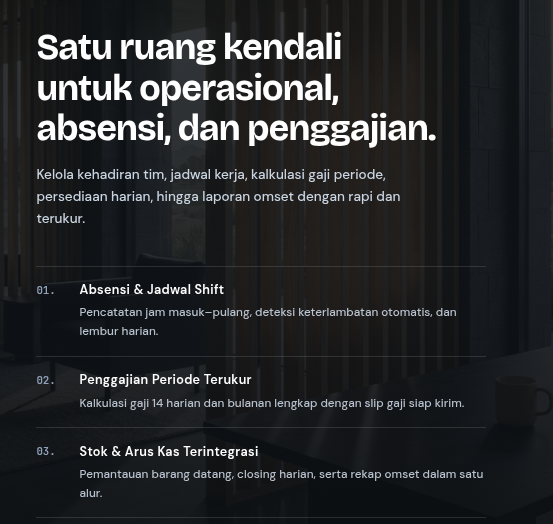 Satu ruang kendali
untuk operasional,
absensi, dan penggajian.
Kelola kehadiran tim, jadwal kerja, kalkulasi gaji periode,
persediaan harian, hingga laporan omset dengan rapi dan
terukur.
01. Absensi & Jadwal Shift
Pencatatan jam masuk–pulang, deteksi keterlambatan otomatis, dan
lembur harian.
02. Penggajian Periode Terukur
Kalkulasi gaji 14 harian dan bulanan lengkap dengan slip gaji siap kirim.
03. Stok & Arus Kas Terintegrasi
Pemantauan barang datang, closing harian, serta rekap omset dalam satu
alur.